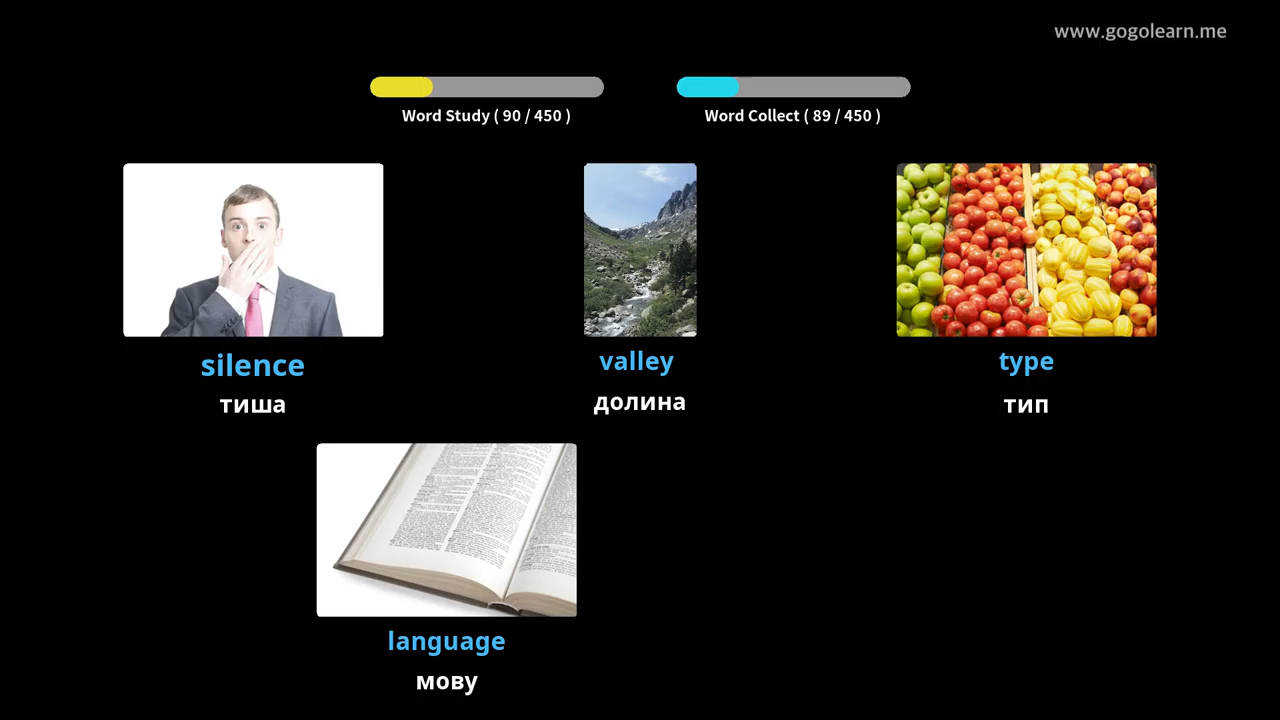 www.gogolearn.me
Word Study ( 90 / 450 )
Word Collect ( 89 / 450 )
silence
тиша
valley
долина
type
тип
language
мову